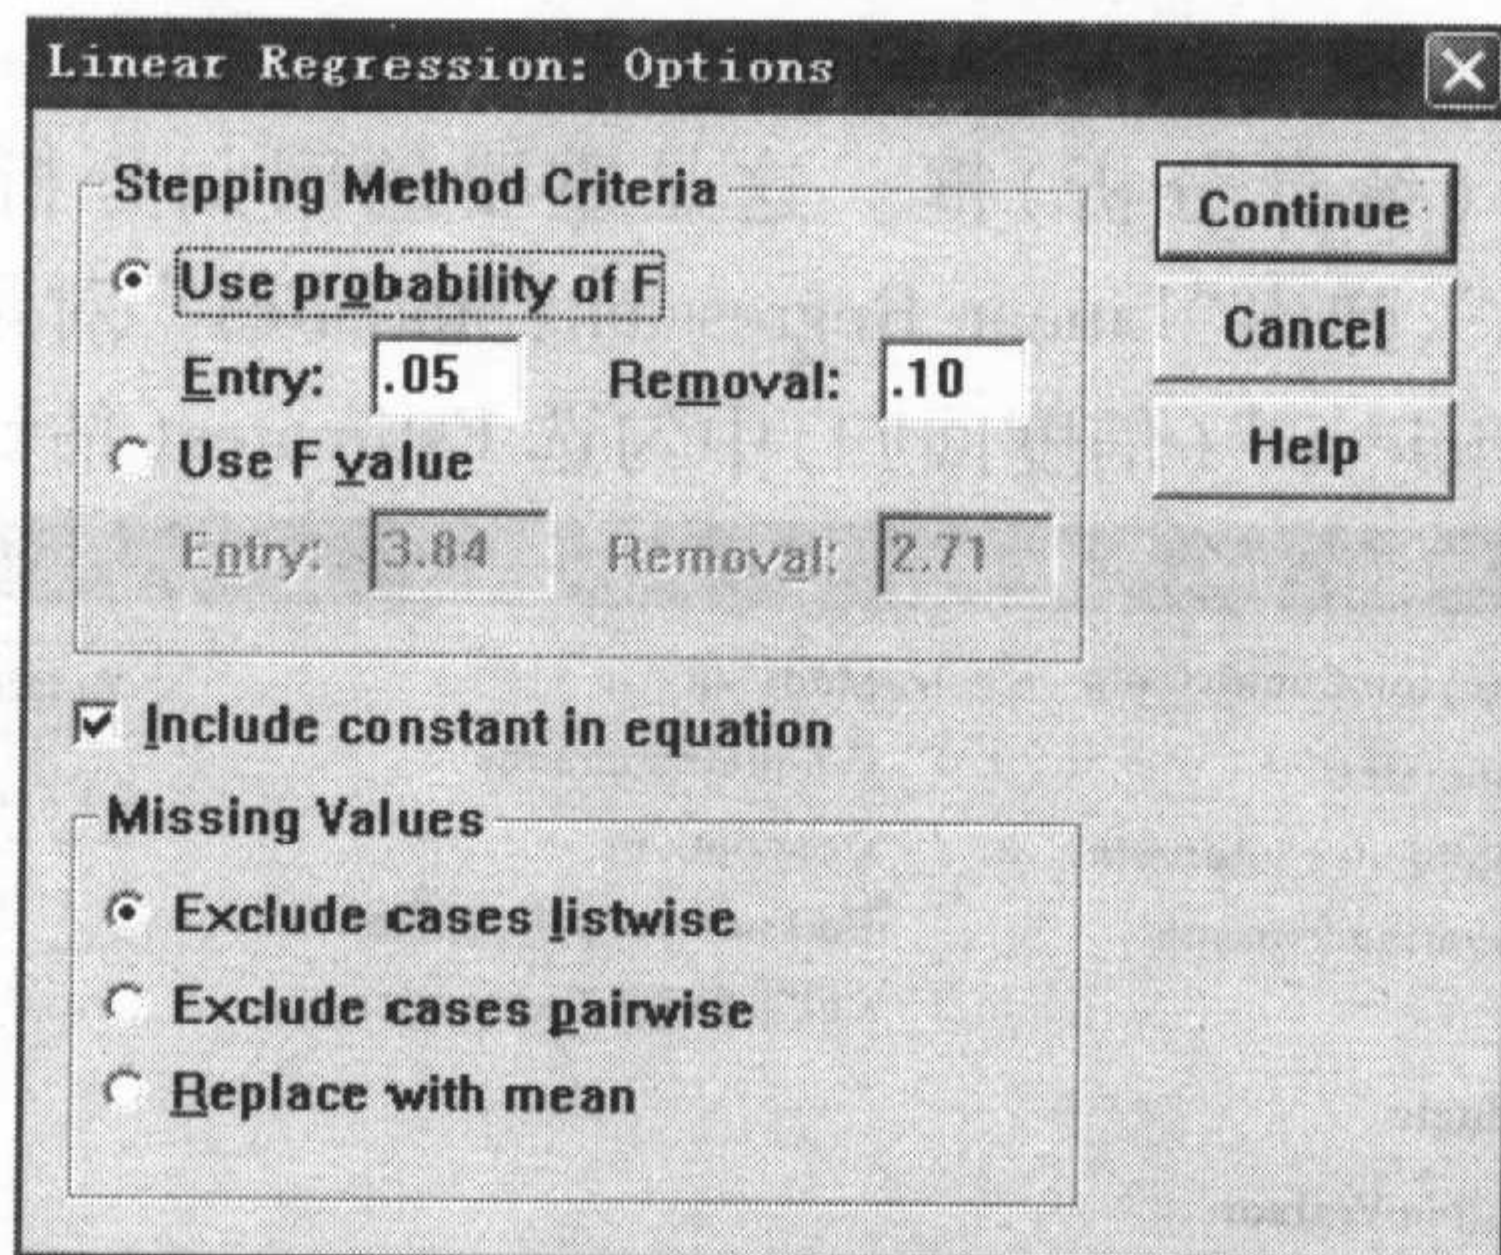 Linear Regression: Options
Stepping Method Criteria
Use probability of F
Entry: .05 Removal: .10
Use F value
Entry: 3.84 Removal: 2.71
Include constant in equation
Missing Values
Exclude cases listwise
Exclude cases pairwise
Replace with mean
Continue
Cancel
Help